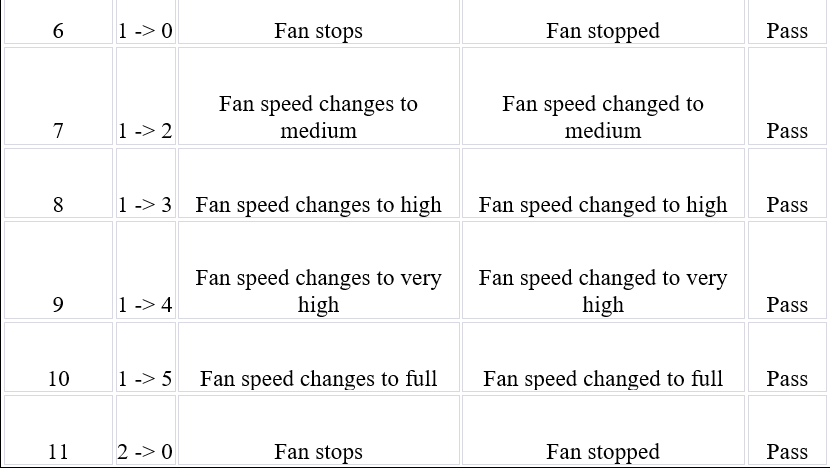 6 1 -> 0 Fan stops Fan stopped Pass
Fan speed changes to Fan speed changed to
7 1 -> 2 medium medium Pass
8 1 -> 3 Fan speed changes to high Fan speed changed to high Pass
Fan speed changes to very Fan speed changed to very
9 1 -> 4 high high Pass
10 1 -> 5 Fan speed changes to full Fan speed changed to full Pass
11 2 -> 0 Fan stops Fan stopped Pass